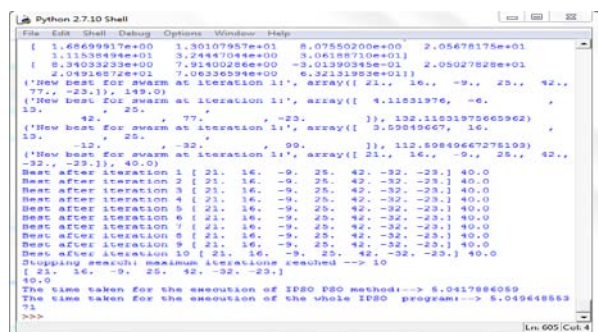 Python 2.7.10 Shell
File Edit Shell Debug Options Window Help
[ 1.68699917e+00 1.30107957e+01 8.07550200e+00 2.05678175e+01
1.11538494e+01 3.24447044e+00 3.06188710e+01]
[ 8.34033233e+00 7.91400286e+00 -3.01390345e-01 2.05027828e+01
2.04916872e+01 7.06336594e+00 6.32131983e+01]]
('New best for swarm at iteration 1:', array([ 21., 16., -9., 25., 42.,
77., -23.]), 149.0)
('New best for swarm at iteration 1:', array([ 4.11831976, -6. ,
13. , 25. ,
42. , 77. , -23. ]), 132.11831975665962)
('New best for swarm at iteration 1:', array([ 3.59849667, 16. ,
13. , 25. ,
-12. , -32. , 99. ]), 112.59849667275193)
('New best for swarm at iteration 1:', array([ 21., 16., -9., 25., 42.,
-32., -23.]), 40.0)
Best after iteration 1 [ 21. 16. -9. 25. 42. -32. -23.] 40.0
Best after iteration 2 [ 21. 16. -9. 25. 42. -32. -23.] 40.0
Best after iteration 3 [ 21. 16. -9. 25. 42. -32. -23.] 40.0
Best after iteration 4 [ 21. 16. -9. 25. 42. -32. -23.] 40.0
Best after iteration 5 [ 21. 16. -9. 25. 42. -32. -23.] 40.0
Best after iteration 6 [ 21. 16. -9. 25. 42. -32. -23.] 40.0
Best after iteration 7 [ 21. 16. -9. 25. 42. -32. -23.] 40.0
Best after iteration 8 [ 21. 16. -9. 25. 42. -32. -23.] 40.0
Best after iteration 9 [ 21. 16. -9. 25. 42. -32. -23.] 40.0
Best after iteration 10 [ 21. 16. -9. 25. 42. -32. -23.] 40.0
Stopping search: maximum iterations reached --> 10
[ 21. 16. -9. 25. 42. -32. -23.]
40.0
The time taken for the execution of IPSO PSO method:--> 5.0417886059
The time taken for the execution of the whole IPSO program:--> 5.049648553
71
>>>
Ln: 605 Col: 4